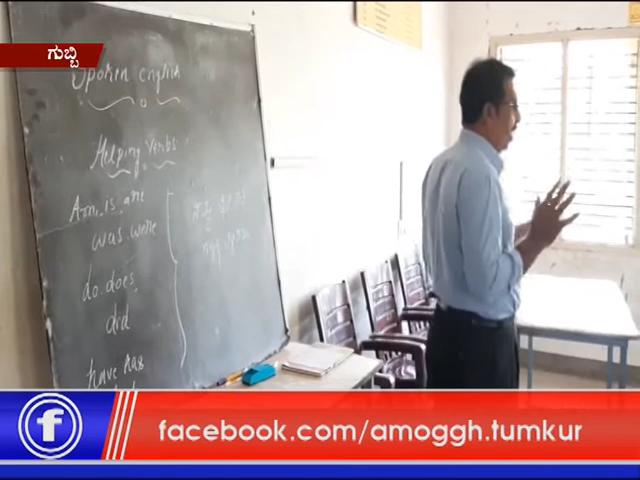 ಗುಬ್ಬಿ
Spoken english
Helping Verbs
Am. is. are
was. were
do. does
did
have has
facebook.com/amoggh.tumkur